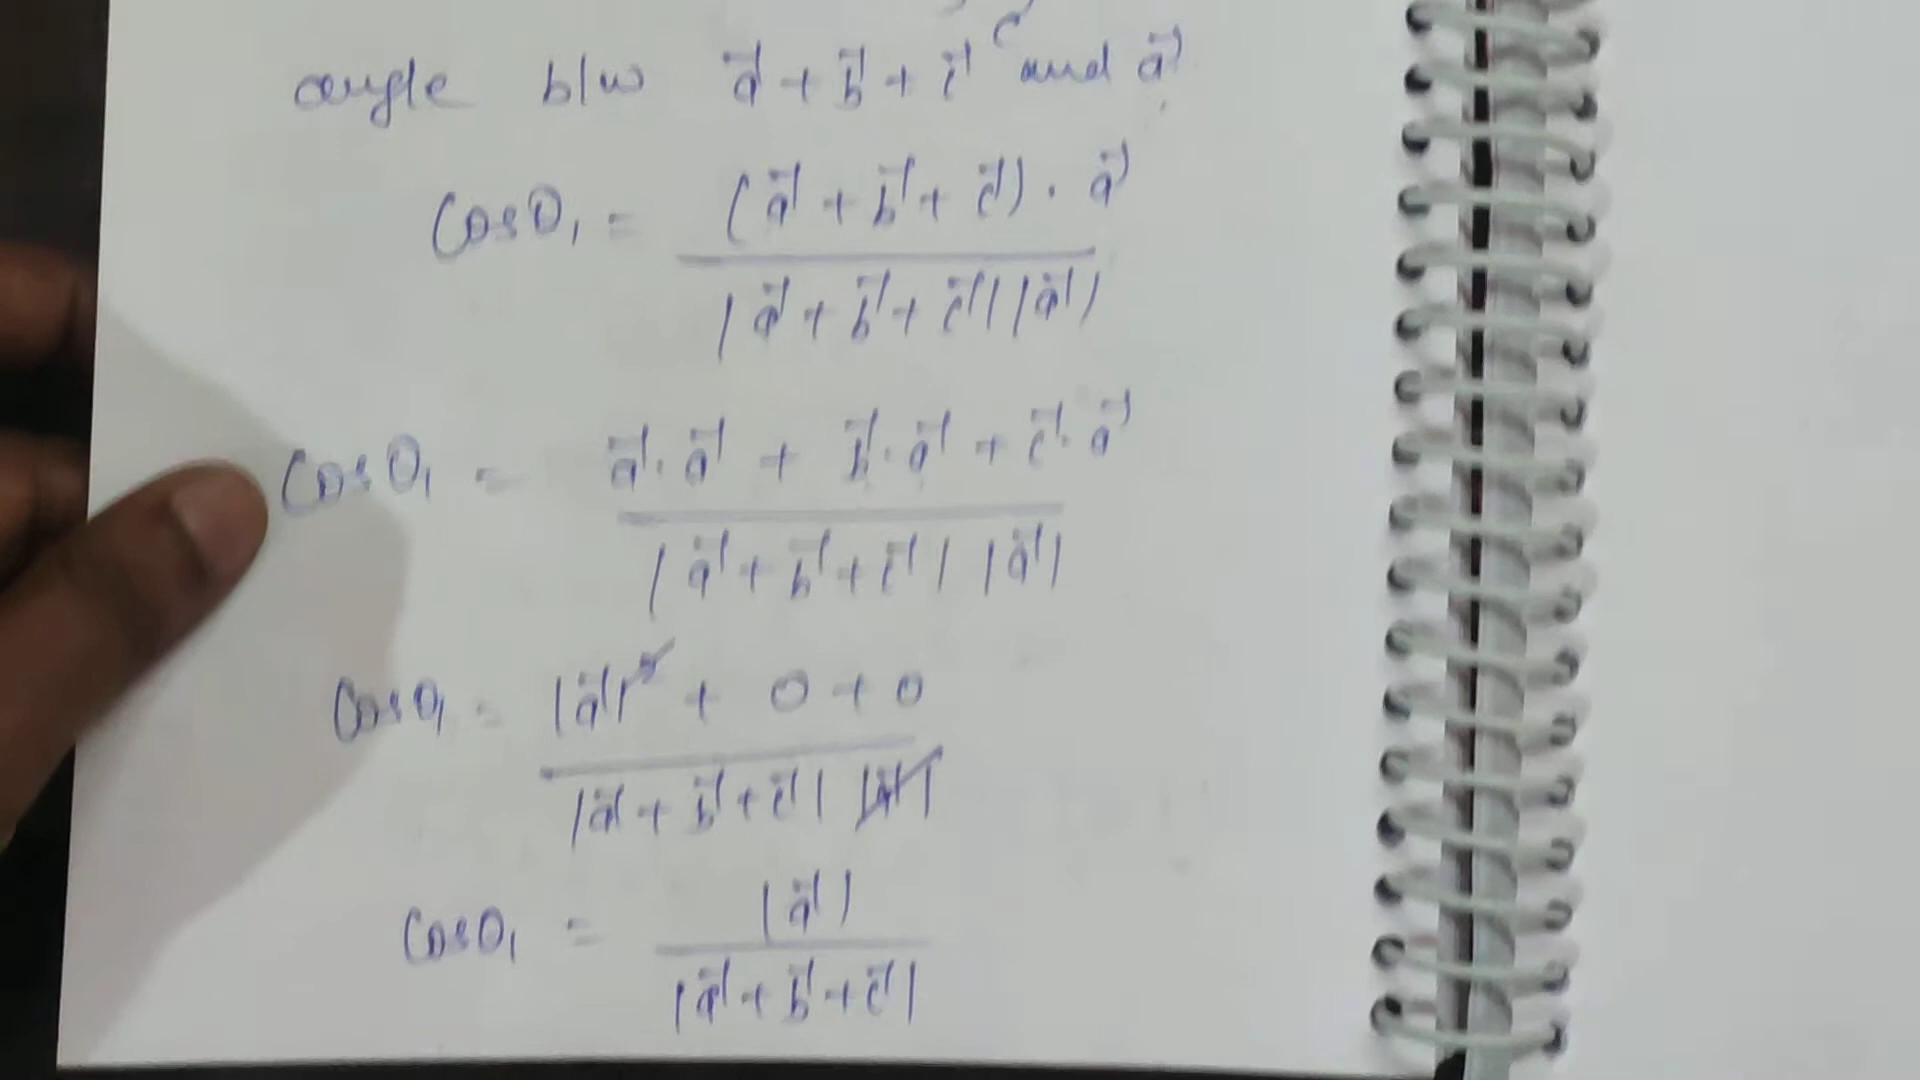 angle b/w a⃗ + b⃗ + c⃗ and a⃗
Cosθ₁ = (a⃗ + b⃗ + c⃗) · a⃗
|a⃗ + b⃗ + c⃗| |a⃗|
Cosθ₁ = a⃗ · a⃗ + b⃗ · a⃗ + c⃗ · a⃗
|a⃗ + b⃗ + c⃗| |a⃗|
Cosθ₁ = |a⃗|² + 0 + 0
|a⃗ + b⃗ + c⃗| |a⃗|
Cosθ₁ = |a⃗|
|a⃗ + b⃗ + c⃗|